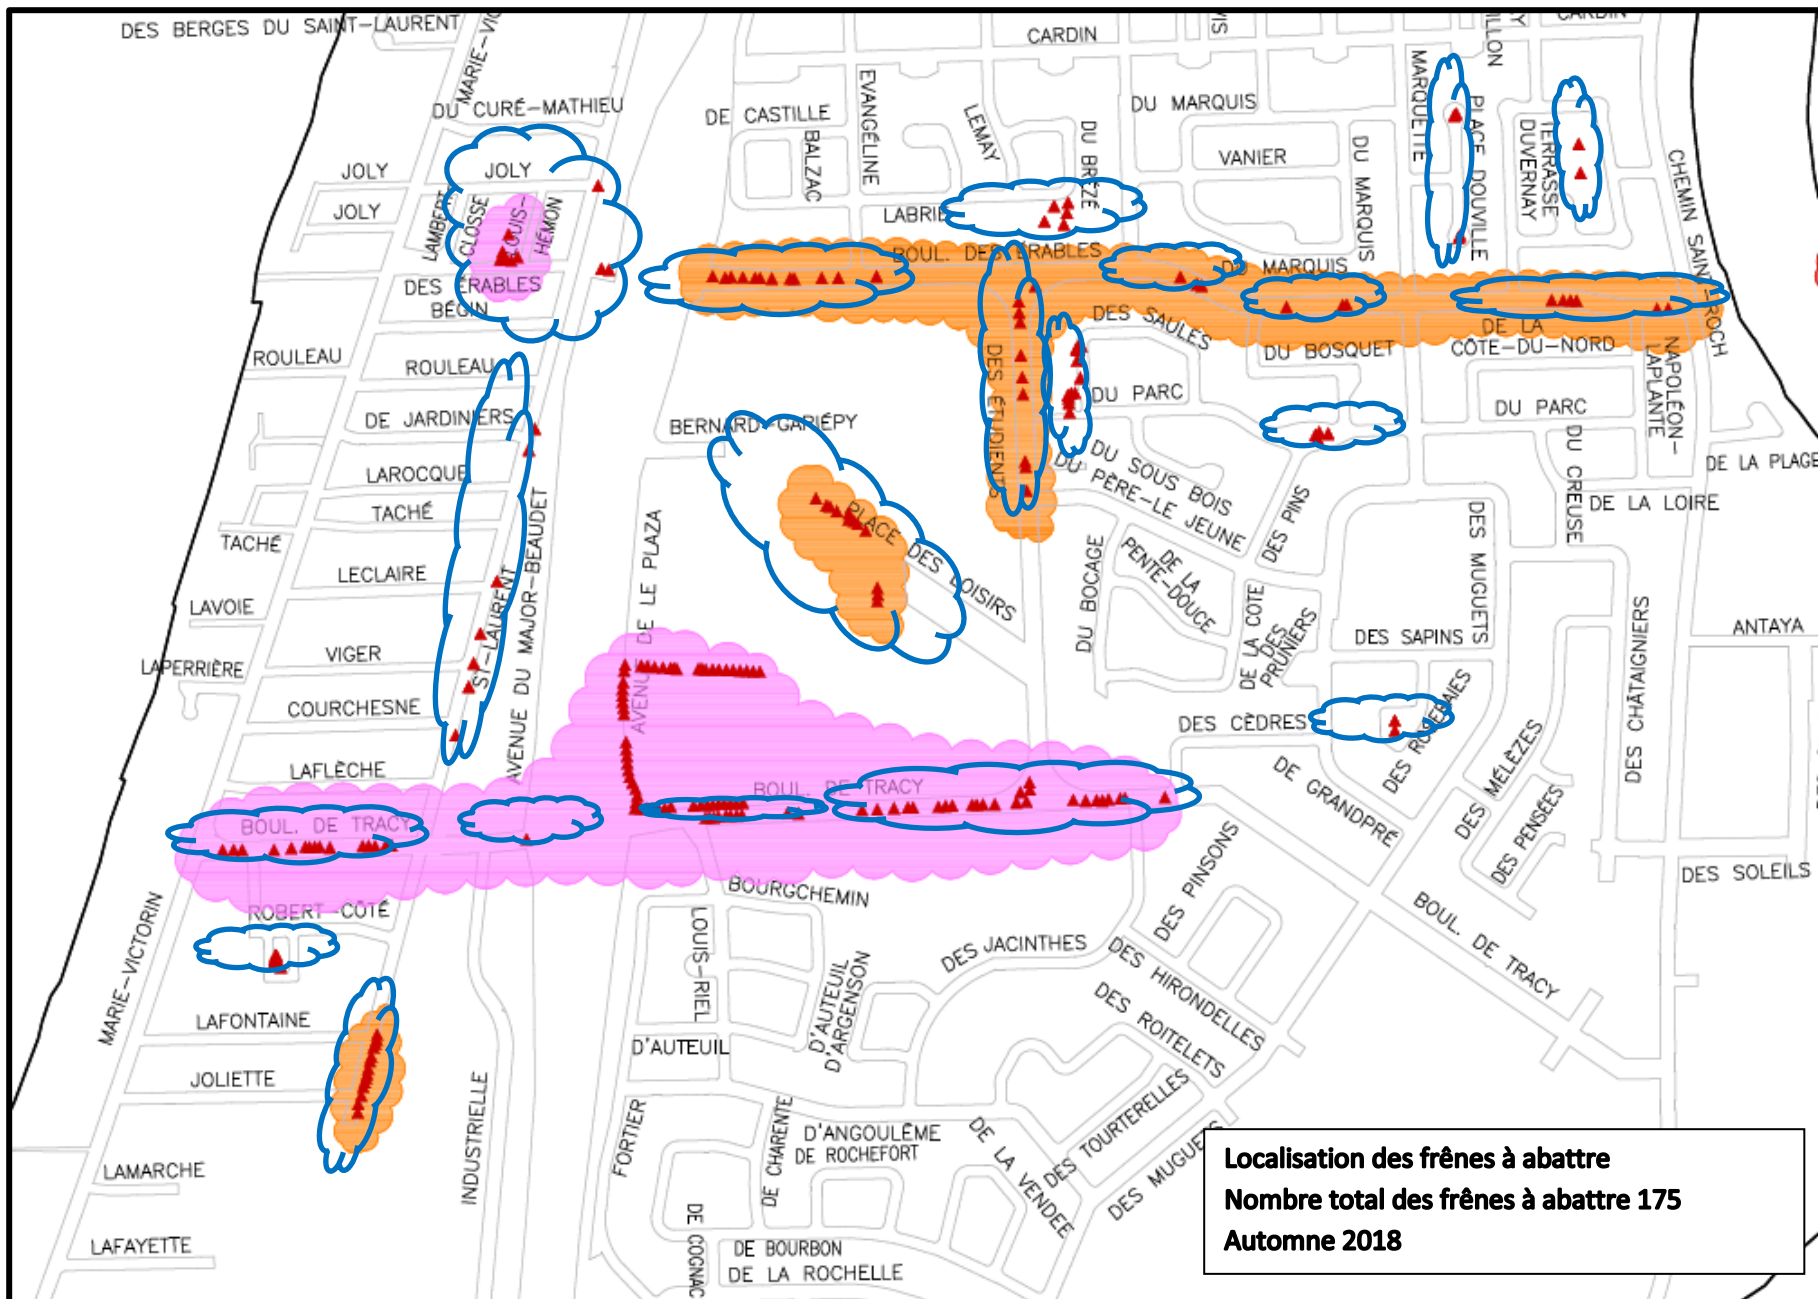 DES BERGES DU SAINT-LAURENT
MARIE-VIC
CARDIN
VIS
CARDIN
DU CURÉ-MATHIEU
DE CASTILLE
BALZAC
EVANGÉLINE
LEMAY
DU BRÉZÉ
DU MARQUIS
VANIER
DU MARQUIS
MARQUETTE
PLACE DOUVILLE
TERRASSE
DUVERNAY
CHEMIN SAINT-ROCH
JOLY
JOLY
JOLY
LAMBERT
CLOSSE
LOUIS-
HÉMON
LABRIE
DES ÉRABLES
BÉGIN
BOUL. DES ÉRABLES
DU MARQUIS
ROULEAU
ROULEAU
DES SAULES
DU BOSQUET
DE LA
CÔTE-DU-NORD
NAPOLÉON-
LAPLANTE
DES ÉTUDIENTS
DU PARC
DU PARC
DE JARDINIERS
BERNARD-GARIÉPY
LAROCQUE
TACHÉ
TACHÉ
DU SOUS BOIS
DU PÈRE-LE JEUNE
DES PINS
DU CREUSE
DE LA PLAGE
DE LA LOIRE
DES MUGUETS
LECLAIRE
LAVOIE
ST-LAURENT
AVENUE DU MAJOR-BEAUDET
AVENUE DE LE PLAZA
PLACE DES LOISIRS
DU BOCAGE
DE LA
PENTE-DOUCE
DE LA COTE
DES
PRUNIERS
DES SAPINS
DES CHÂTAIGNIERS
ANTAYA
VIGER
LAPERRIÈRE
COURCHESNE
LAFLÈCHE
DES CÈDRES
DES ROSERAIES
DE GRANDPRÉ
DES MÉLÈZES
DES PENSÉES
BOUL. DE TRACY
BOUL. DE TRACY
DES PINSONS
DES SOLEILS
BOURGCHEMIN
BOUL. DE TRACY
ROBERT-CÔTÉ
MARIE-VICTORIN
LOUIS-RIEL
D'AUTEUIL
D'ARGENSON
DES JACINTHES
DES HIRONDELLES
DES ROITELETS
LAFONTAINE
D'AUTEUIL
JOLIETTE
INDUSTRIELLE
FORTIER
DE CHARENTE
D'ANGOULÊME
DE ROCHEFORT
DE LA VENDEE
DES TOURTERELLES
DES MUGUETS
LAMARCHE
LAFAYETTE
DE COGNAC
DE BOURBON
DE LA ROCHELLE
Localisation des frênes à abattre
Nombre total des frênes à abattre 175
Automne 2018